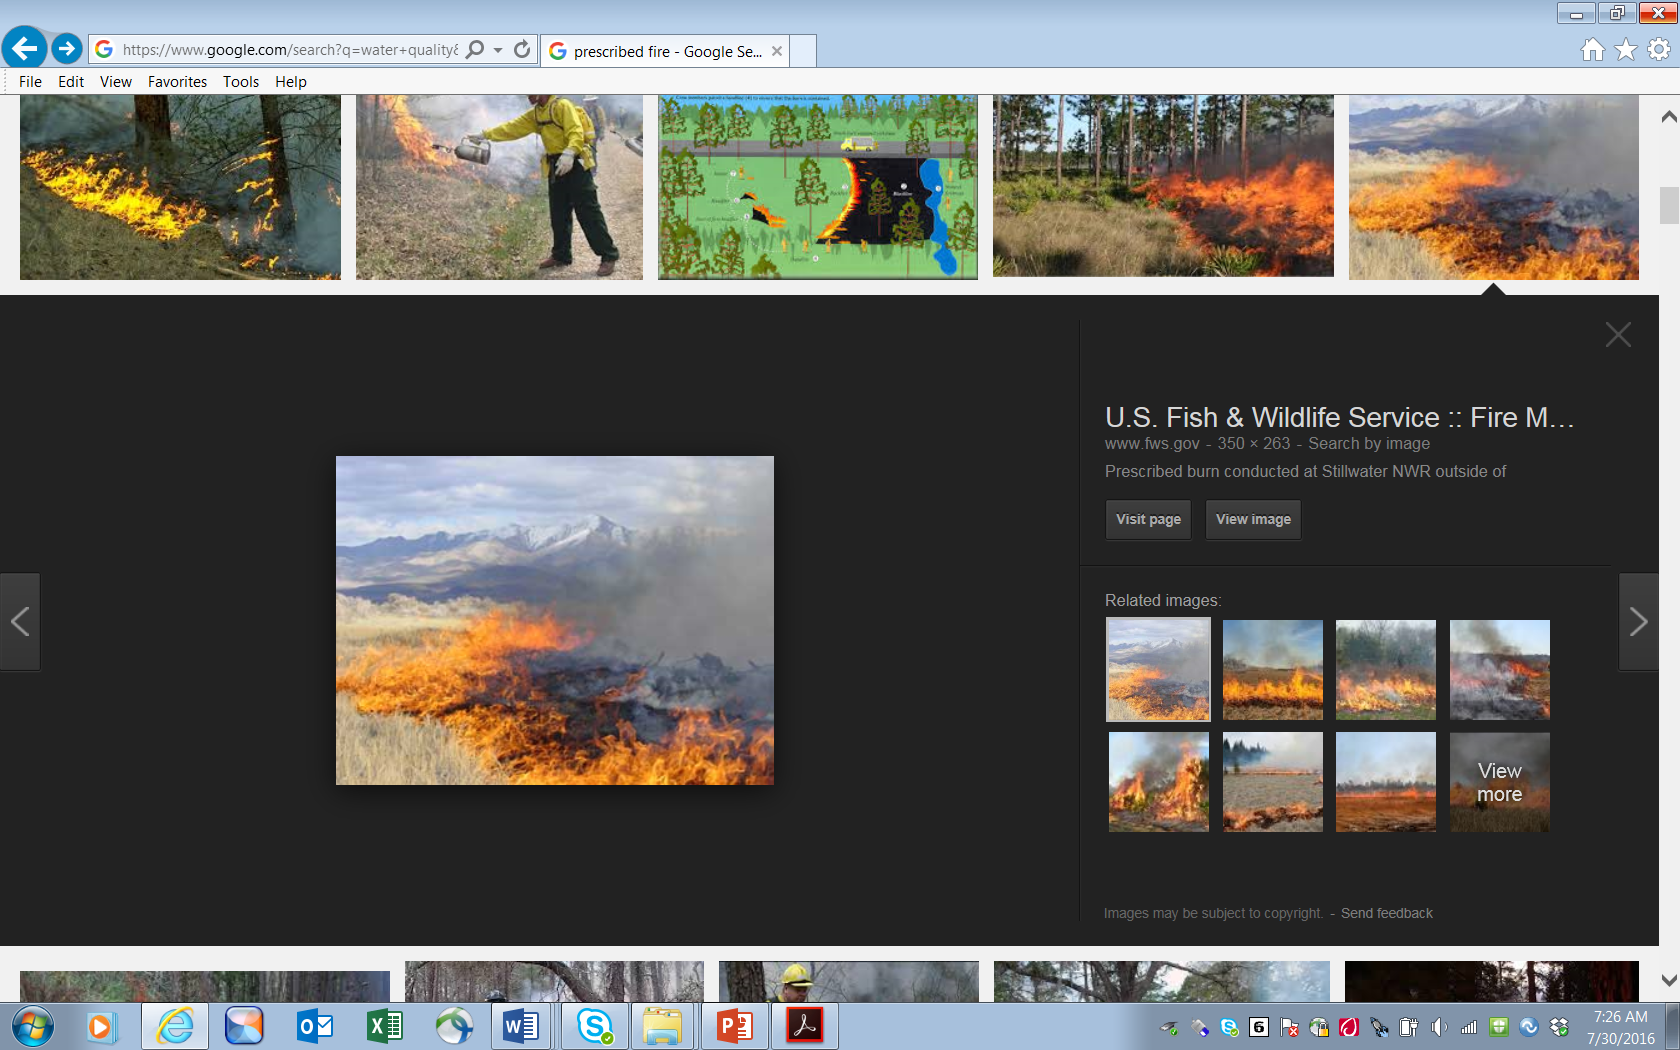 https://www.google.com/search?q=water+quality&
prescribed fire - Google Se...
File Edit View Favorites Tools Help
U.S. Fish & Wildlife Service :: Fire M...
www.fws.gov - 350 × 263 - Search by image
Prescribed burn conducted at Stillwater NWR outside of
Visit page View image
Related images:
View
more
Images may be subject to copyright. - Send feedback
7:26 AM
7/30/2016